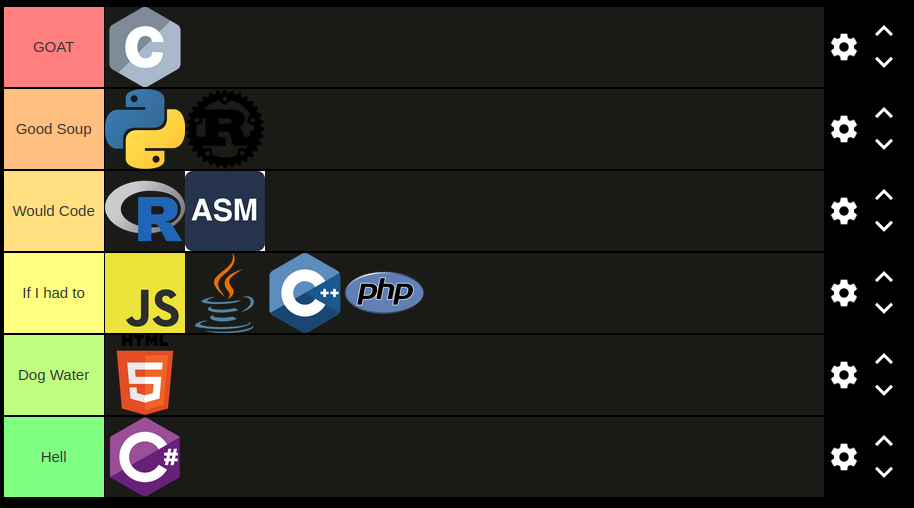 GOAT
C
Good Soup
R
Would Code
R
ASM
If I had to
JS
C++
php
Dog Water
HTML
5
Hell
C#